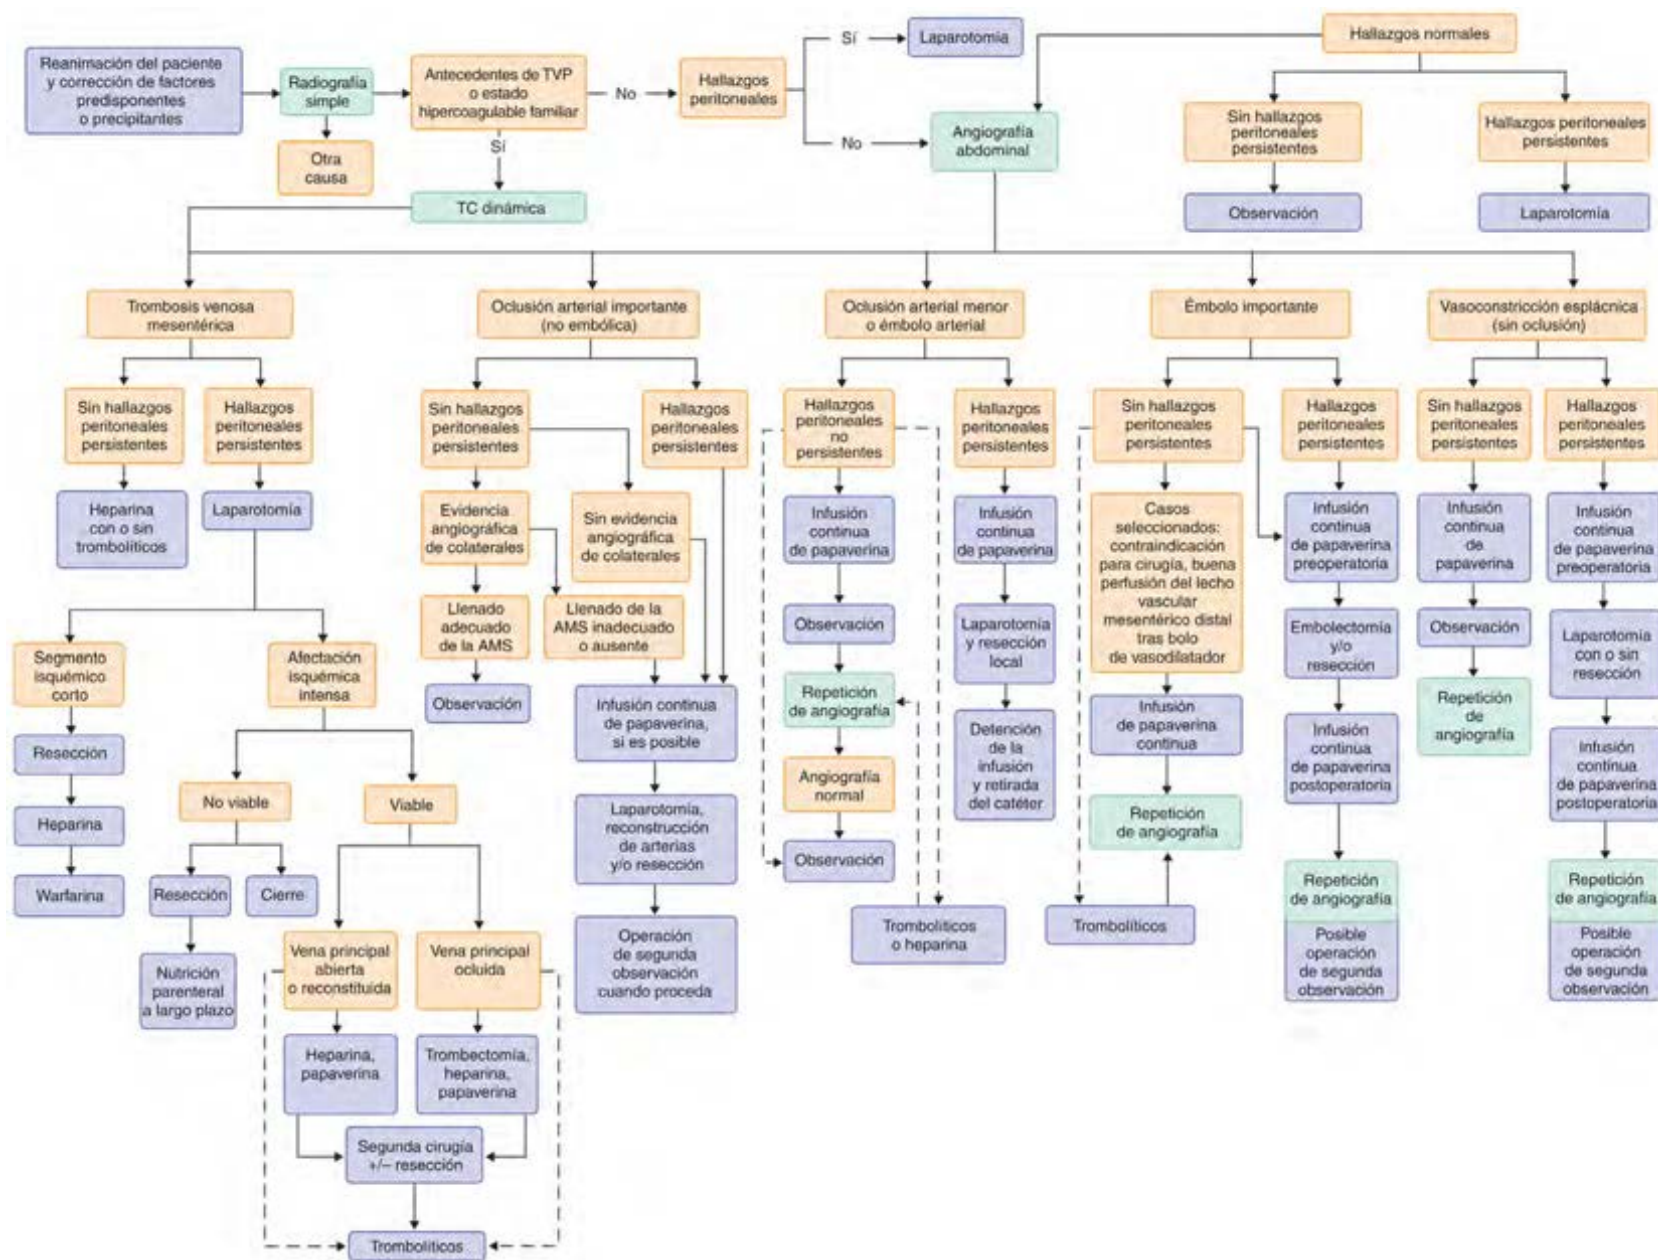 Reanimación del paciente
y corrección de factores
predisponentes
o precipitantes
Radiografía
simple
Otra
causa
Antecedentes de TVP
o estado
hipercoagulable familiar
No
Sí
TC dinámica
Hallazgos
peritoneales
Sí
No
Laparotomía
Angiografía
abdominal
Hallazgos normales
Sin hallazgos
peritoneales
persistentes
Hallazgos peritoneales
persistentes
Observación
Laparotomía
Trombosis venosa
mesentérica
Sin hallazgos
peritoneales
persistentes
Hallazgos
peritoneales
persistentes
Heparina
con o sin
trombolíticos
Laparotomía
Segmento
isquémico
corto
Afectación
isquémica
intensa
Resección
Heparina
Warfarina
No viable
Viable
Resección
Cierre
Nutrición
parenteral
a largo plazo
Vena principal
abierta
o reconstituida
Vena principal
ocluida
Heparina,
papaverina
Trombectomía,
heparina,
papaverina
Segunda cirugía
+/– resección
Trombolíticos
Oclusión arterial importante
(no embólica)
Sin hallazgos
peritoneales
persistentes
Hallazgos
peritoneales
persistentes
Evidencia
angiográfica
de colaterales
Sin evidencia
angiográfica
de colaterales
Llenado
adecuado
de la AMS
Llenado de la
AMS inadecuado
o ausente
Observación
Infusión continua
de papaverina,
si es posible
Laparotomía,
reconstrucción
de arterias
y/o resección
Operación
de segunda
observación
cuando proceda
Oclusión arterial menor
o émbolo arterial
Hallazgos
peritoneales
no
persistentes
Hallazgos
peritoneales
persistentes
Infusión
continua
de papaverina
Infusión
continua
de papaverina
Observación
Laparotomía
y resección
local
Repetición
de angiografía
Detención
de la
infusión
y retirada
del catéter
Angiografía
normal
Observación
Trombolíticos
o heparina
Émbolo importante
Sin hallazgos
peritoneales
persistentes
Hallazgos
peritoneales
persistentes
Casos
seleccionados:
contraindicación
para cirugía, buena
perfusión del lecho
vascular
mesentérico distal
tras bolo
de vasodilatador
Infusión
continua
de papaverina
preoperatoria
Embolectomía
y/o
resección
Infusión
de papaverina
continua
Infusión
continua
de papaverina
postoperatoria
Repetición
de angiografía
Trombolíticos
Repetición
de angiografía
Posible
operación
de segunda
observación
Vasoconstricción esplácnica
(sin oclusión)
Sin hallazgos
peritoneales
persistentes
Hallazgos
peritoneales
persistentes
Infusión
continua
de
papaverina
Infusión
continua
de papaverina
preoperatoria
Observación
Laparotomía
con o sin
resección
Repetición
de
angiografía
Infusión
continua
de papaverina
postoperatoria
Repetición
de angiografía
Posible
operación
de segunda
observación